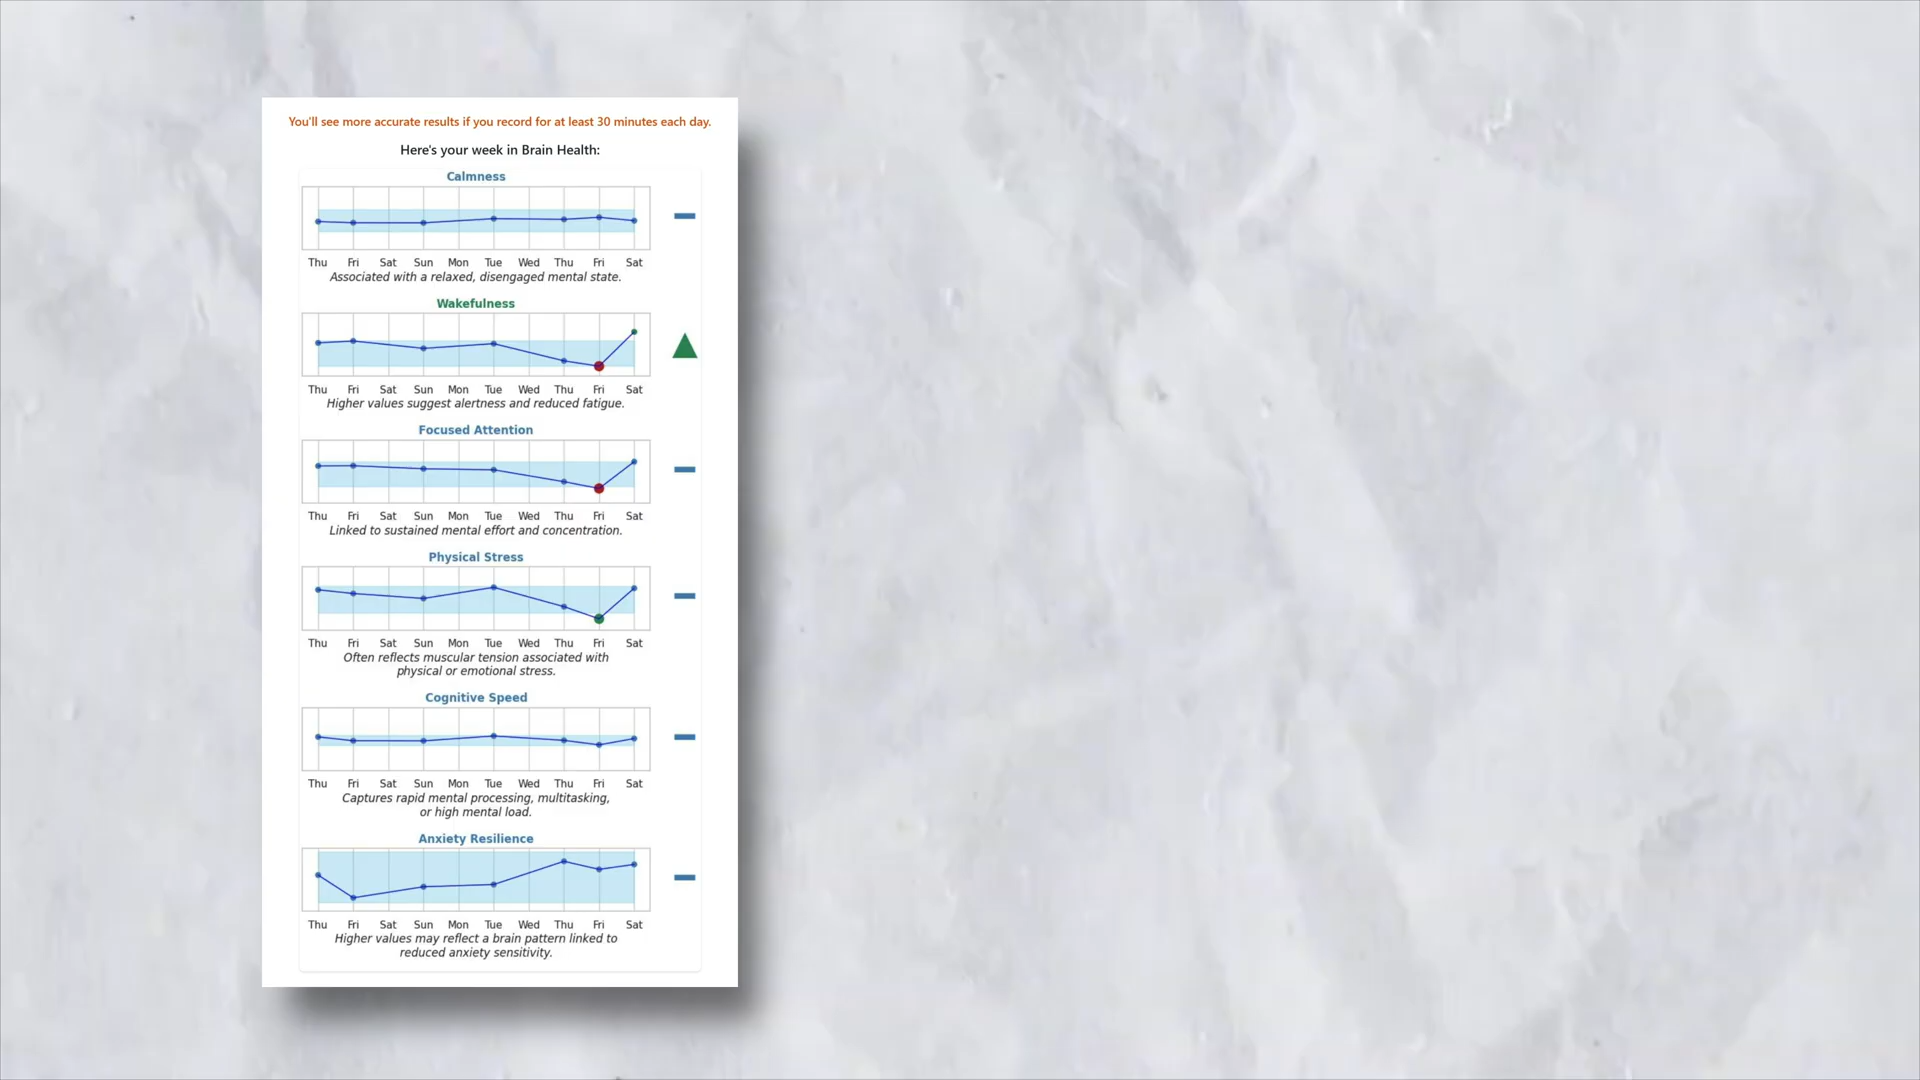 You'll see more accurate results if you record for at least 30 minutes each day.
Here's your week in Brain Health:
Calmness
Thu Fri Sat Sun Mon Tue Wed Thu Fri Sat
Associated with a relaxed, disengaged mental state.
Wakefulness
Thu Fri Sat Sun Mon Tue Wed Thu Fri Sat
Higher values suggest alertness and reduced fatigue.
Focused Attention
Thu Fri Sat Sun Mon Tue Wed Thu Fri Sat
Linked to sustained mental effort and concentration.
Physical Stress
Thu Fri Sat Sun Mon Tue Wed Thu Fri Sat
Often reflects muscular tension associated with
physical or emotional stress.
Cognitive Speed
Thu Fri Sat Sun Mon Tue Wed Thu Fri Sat
Captures rapid mental processing, multitasking,
or high mental load.
Anxiety Resilience
Thu Fri Sat Sun Mon Tue Wed Thu Fri Sat
Higher values may reflect a brain pattern linked to
reduced anxiety sensitivity.